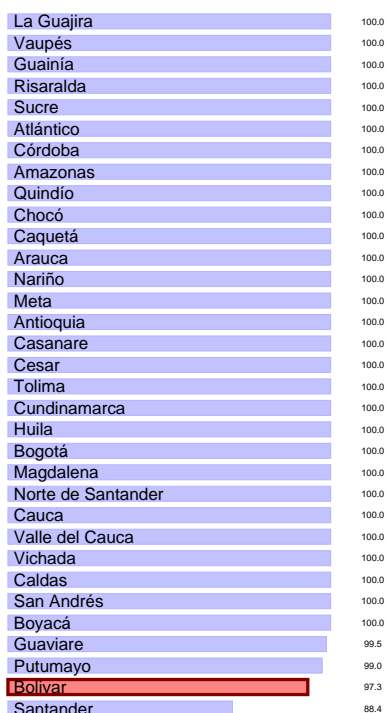 La Guajira 100.0
Vaupés 100.0
Guainía 100.0
Risaralda 100.0
Sucre 100.0
Atlántico 100.0
Córdoba 100.0
Amazonas 100.0
Quindío 100.0
Chocó 100.0
Caquetá 100.0
Arauca 100.0
Nariño 100.0
Meta 100.0
Antioquia 100.0
Casanare 100.0
Cesar 100.0
Tolima 100.0
Cundinamarca 100.0
Huila 100.0
Bogotá 100.0
Magdalena 100.0
Norte de Santander 100.0
Cauca 100.0
Valle del Cauca 100.0
Vichada 100.0
Caldas 100.0
San Andrés 100.0
Boyacá 100.0
Guaviare 99.5
Putumayo 99.0
Bolivar 97.3
Santander 88.4